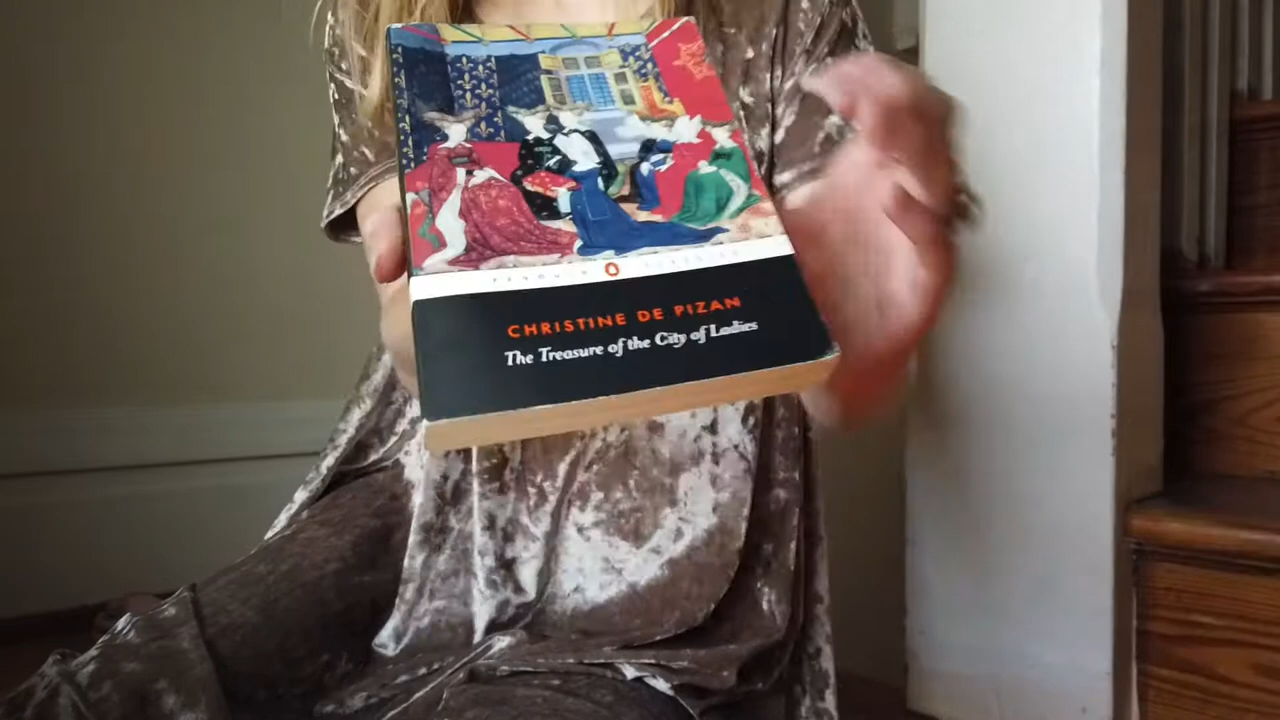 CHRISTINE DE PIZAN
The Treasure of the City of Ladies